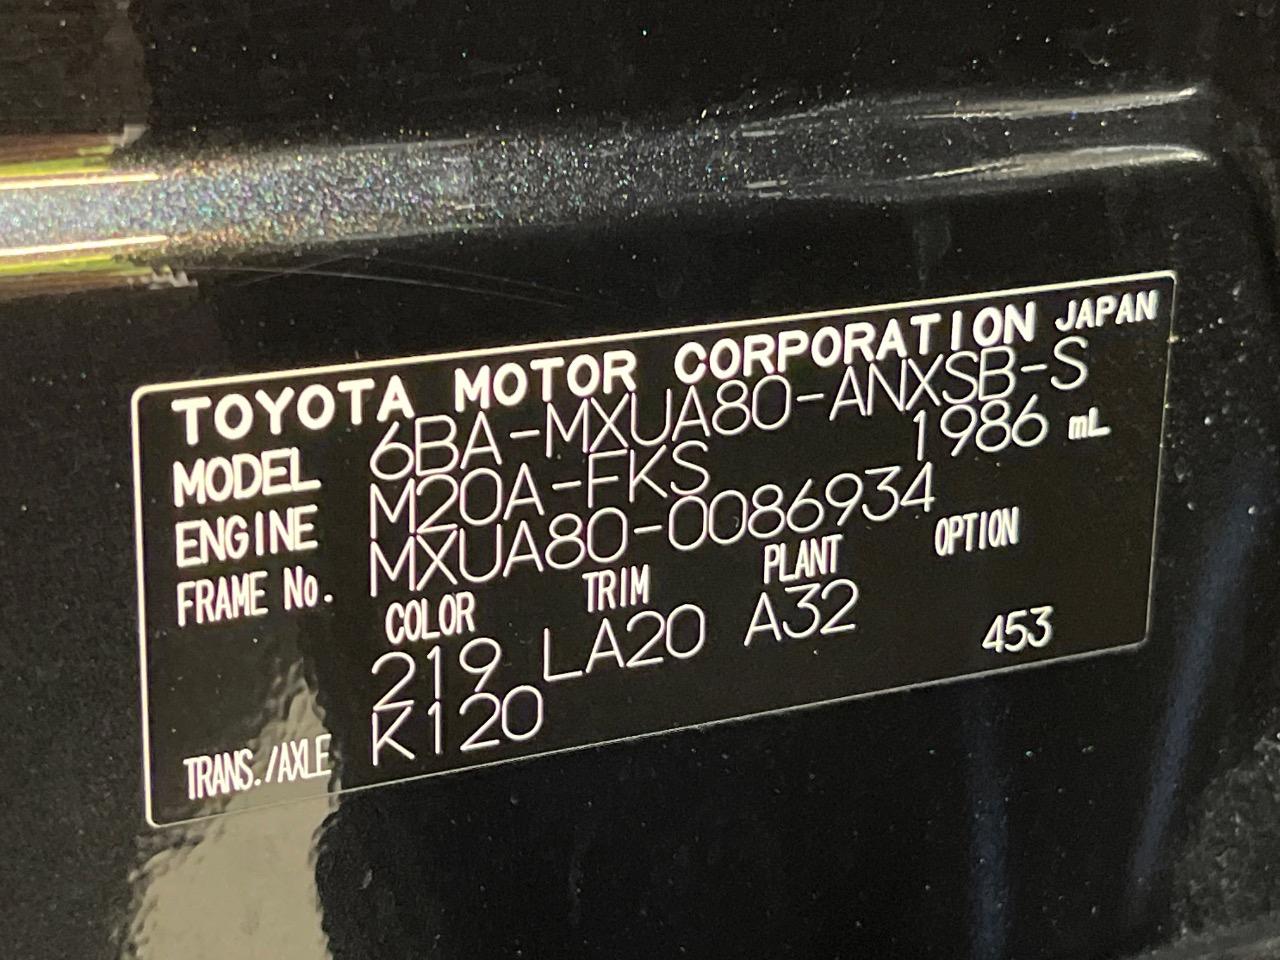 TOYOTA MOTOR CORPORATION JAPAN
MODEL 6BA-MXUA80-ANXSB-S
ENGINE M20A-FKS 1986 mL
FRAME No. MXUA80-0086934
COLOR TRIM PLANT OPTION
219 LA20 A32 453
TRANS./AXLE K120